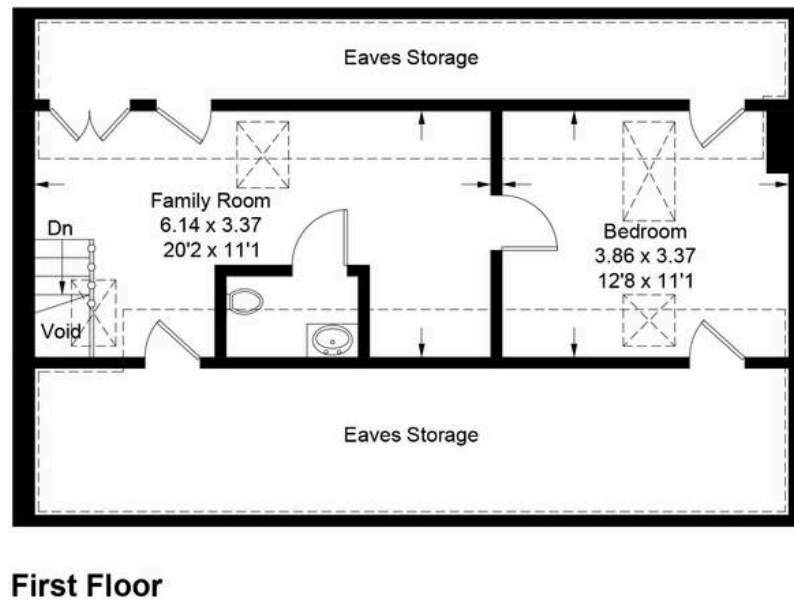 Eaves Storage
Family Room
6.14 x 3.37
20'2 x 11'1
Dn
Bedroom
3.86 x 3.37
12'8 x 11'1
Void
Eaves Storage
First Floor